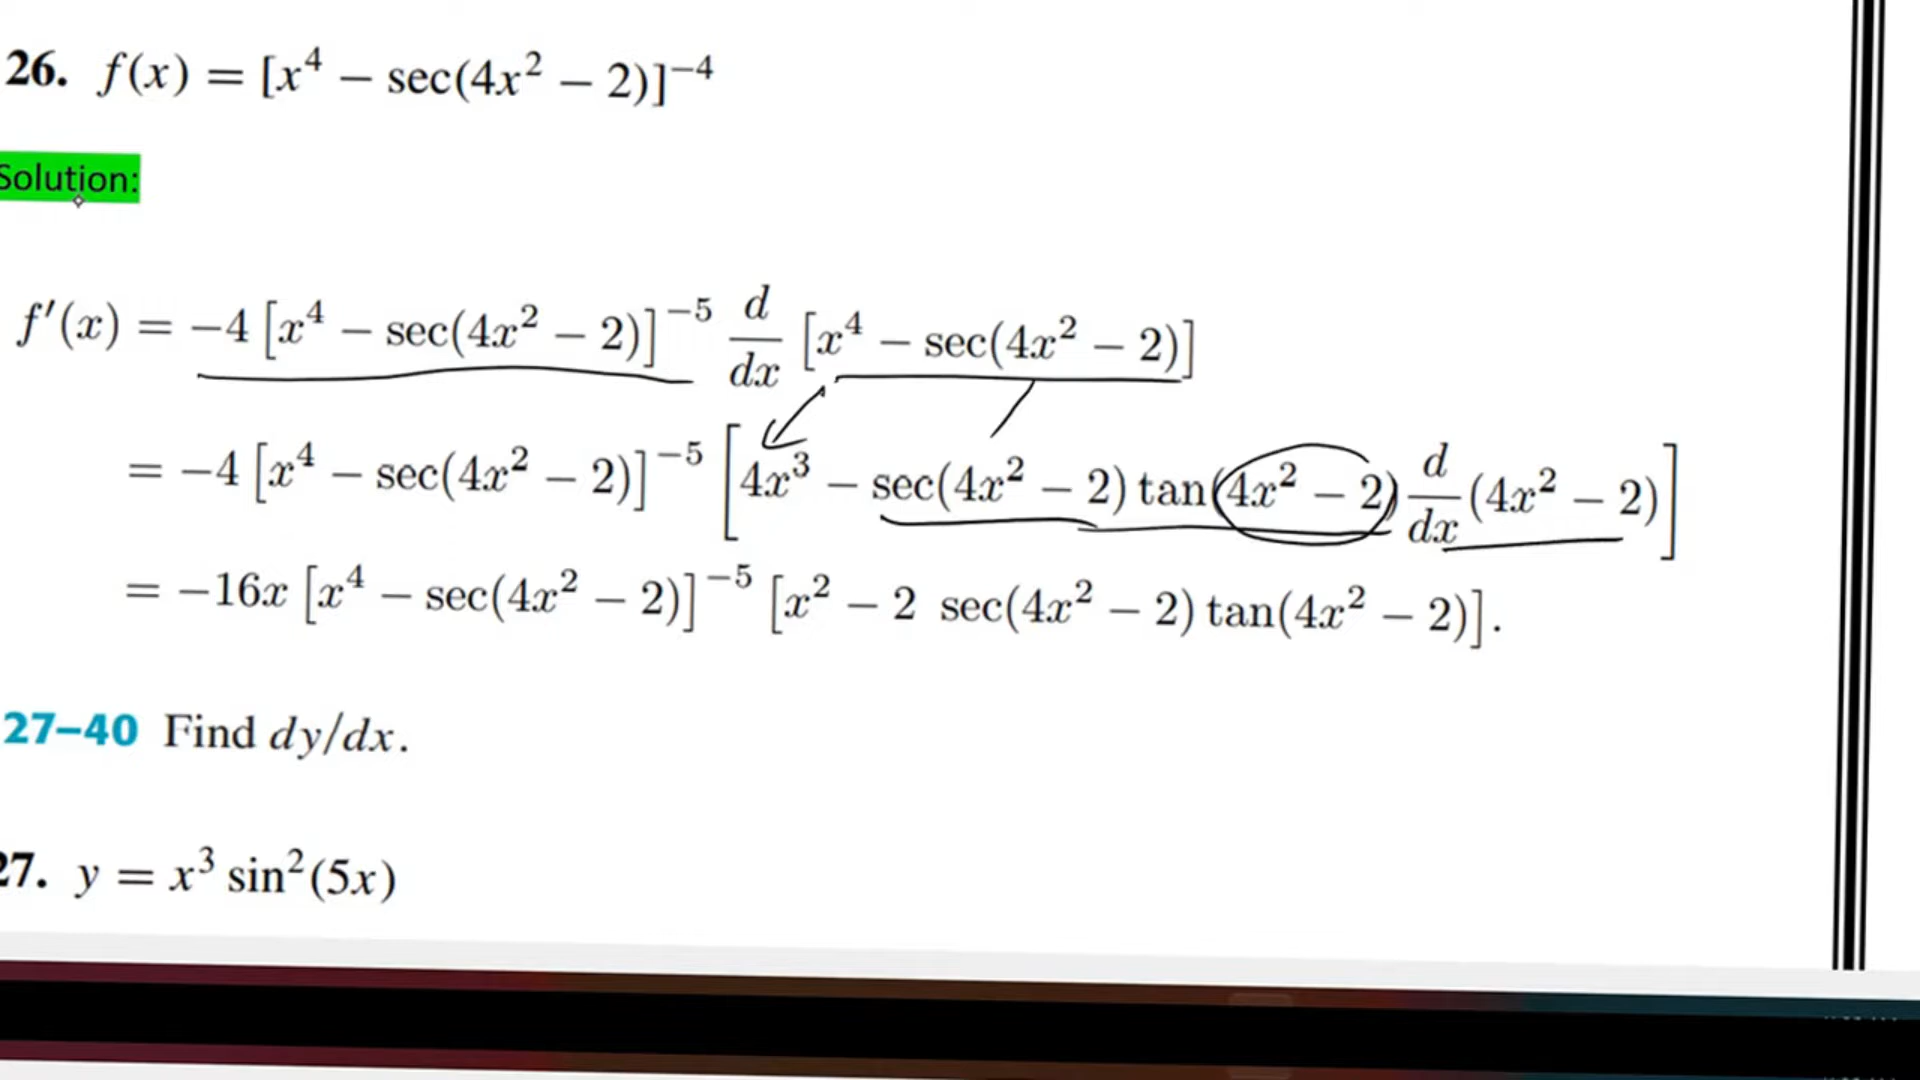 26. f(x) = [x⁴ − sec(4x² − 2)]⁻⁴
Solution:
f′(x) = −4 [x⁴ − sec(4x² − 2)]⁻⁵ d/dx [x⁴ − sec(4x² − 2)]
= −4 [x⁴ − sec(4x² − 2)]⁻⁵ [4x³ − sec(4x² − 2) tan(4x² − 2) d/dx (4x² − 2)]
= −16x [x⁴ − sec(4x² − 2)]⁻⁵ [x² − 2 sec(4x² − 2) tan(4x² − 2)].
27–40 Find dy/dx.
27. y = x³ sin²(5x)